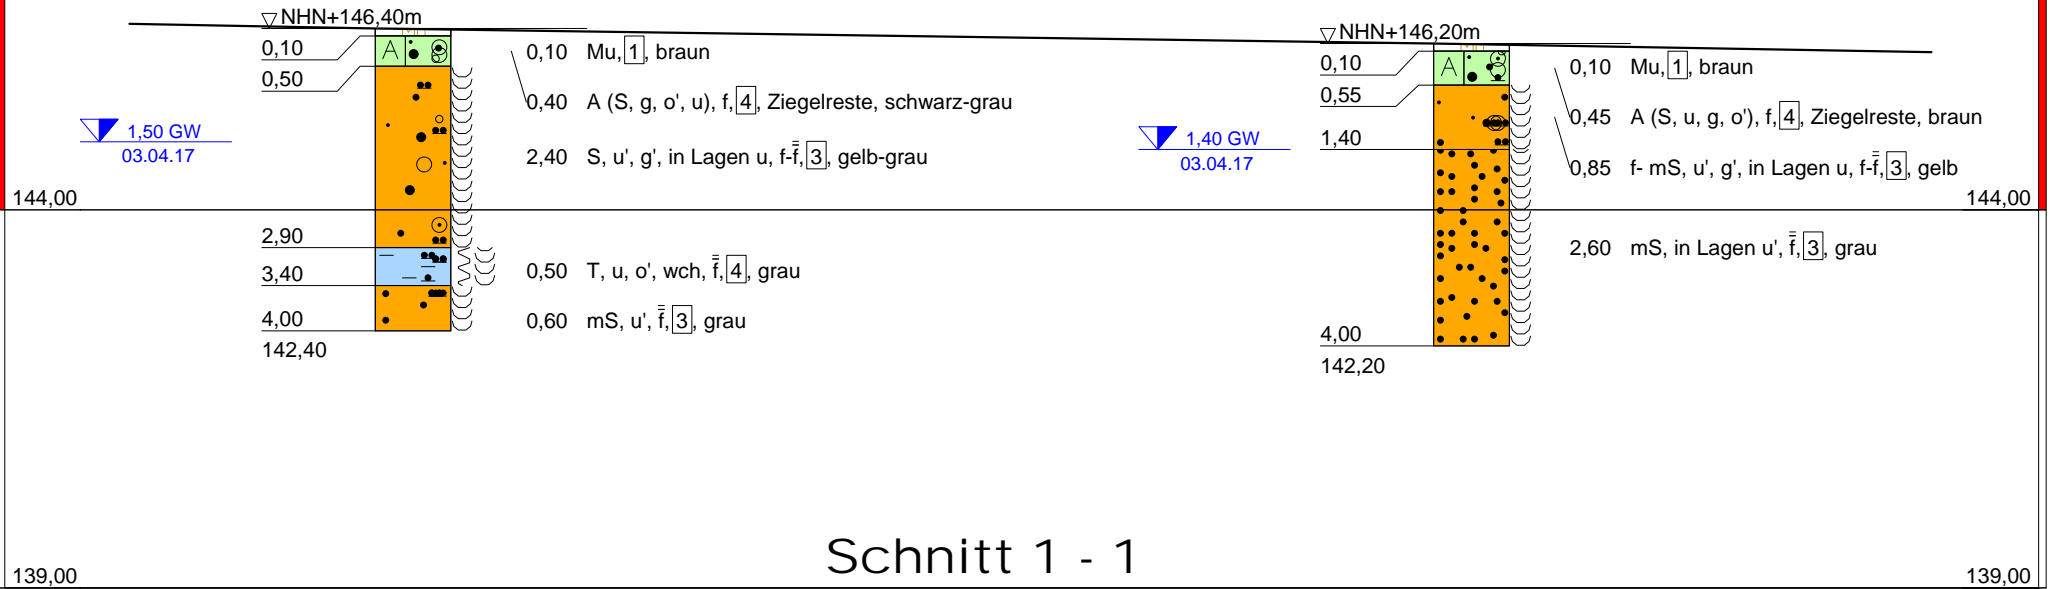 NHN+146,40m
0,10
0,50
1,50 GW
03.04.17
144,00
2,90
3,40
4,00
142,40
A
0,10 Mu, 1, braun
0,40 A (S, g, o', u), f, 4, Ziegelreste, schwarz-grau
2,40 S, u', g', in Lagen u, f-f̿, 3, gelb-grau
0,50 T, u, o', wch, f̿, 4, grau
0,60 mS, u', f̿, 3, grau
NHN+146,20m
0,10
0,55
1,40
1,40 GW
03.04.17
4,00
142,20
A
0,10 Mu, 1, braun
0,45 A (S, u, g, o'), f, 4, Ziegelreste, braun
0,85 f- mS, u', g', in Lagen u, f-f̿, 3, gelb
144,00
2,60 mS, in Lagen u', f̿, 3, grau
Schnitt 1 - 1
139,00
139,00